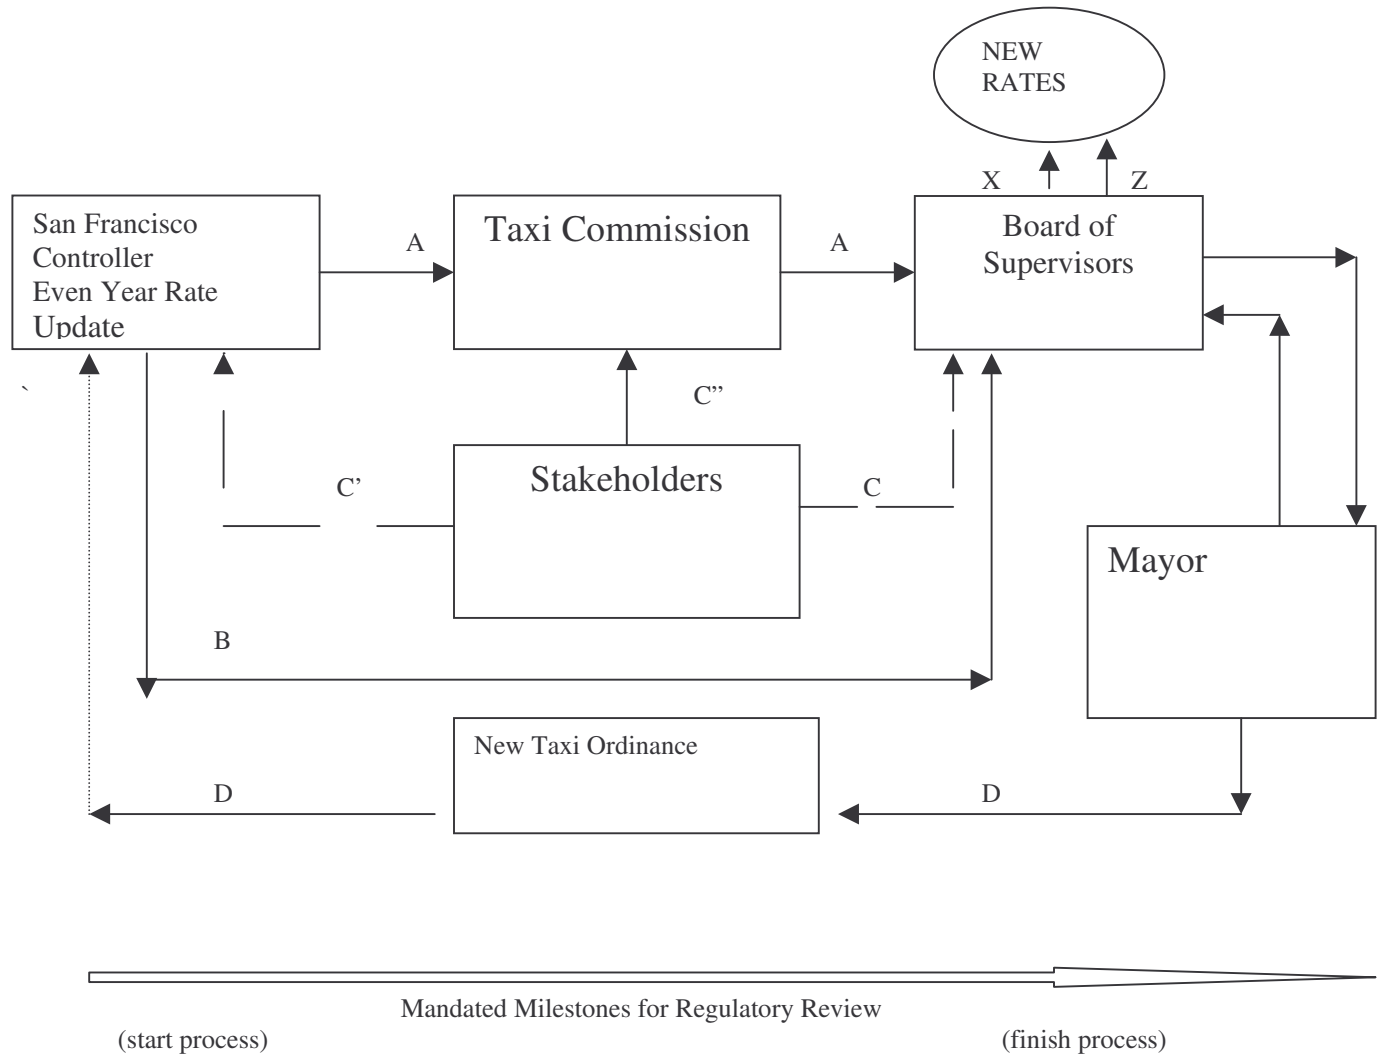 NEW
RATES
X
Z
San Francisco
Controller
Even Year Rate
Update
A
Taxi Commission
A
Board of
Supervisors
`
C”
C’
Stakeholders
C
Mayor
B
New Taxi Ordinance
D
D
Mandated Milestones for Regulatory Review
(start process)
(finish process)